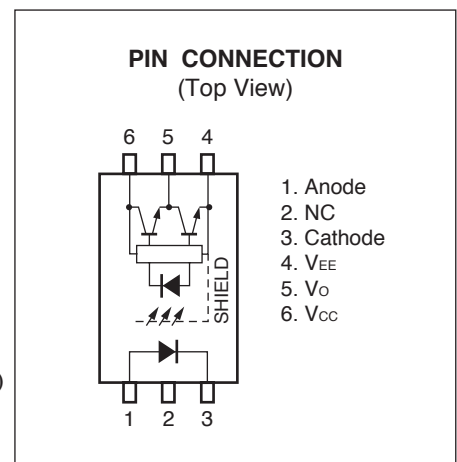 PIN CONNECTION
(Top View)
6 5 4
SHIELD
1 2 3
1. Anode
2. NC
3. Cathode
4. VEE
5. VO
6. VCC
)